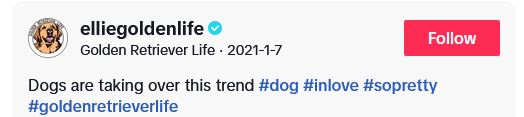 elliegoldenlife
Golden Retriever Life · 2021-1-7
Follow
Dogs are taking over this trend #dog #inlove #sopretty
#goldenretrieverlife